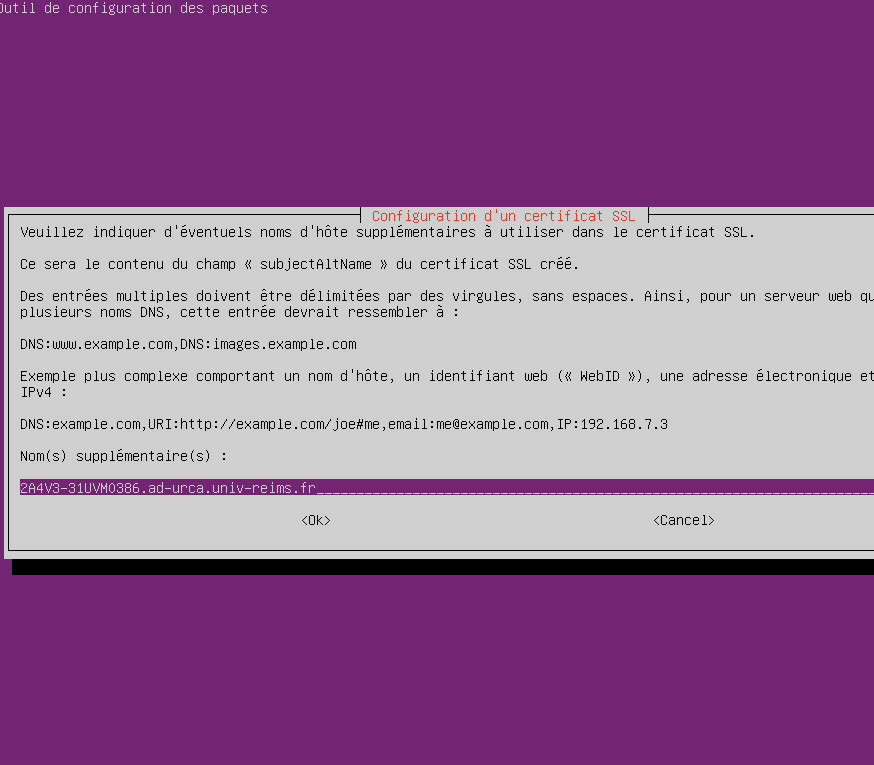 Outil de configuration des paquets
Configuration d'un certificat SSL
Veuillez indiquer d'éventuels noms d'hôte supplémentaires à utiliser dans le certificat SSL.
Ce sera le contenu du champ « subjectAltName » du certificat SSL créé.
Des entrées multiples doivent être délimitées par des virgules, sans espaces. Ainsi, pour un serveur web qu
plusieurs noms DNS, cette entrée devrait ressembler à :
DNS:www.example.com,DNS:images.example.com
Exemple plus complexe comportant un nom d'hôte, un identifiant web (« WebID »), une adresse électronique et
IPv4 :
DNS:example.com,URI:http://example.com/joe#me,email:me@example.com,IP:192.168.7.3
Nom(s) supplémentaire(s) :
2A4V3-31UVM0386.ad-urca.univ-reims.fr
<Ok> <Cancel>